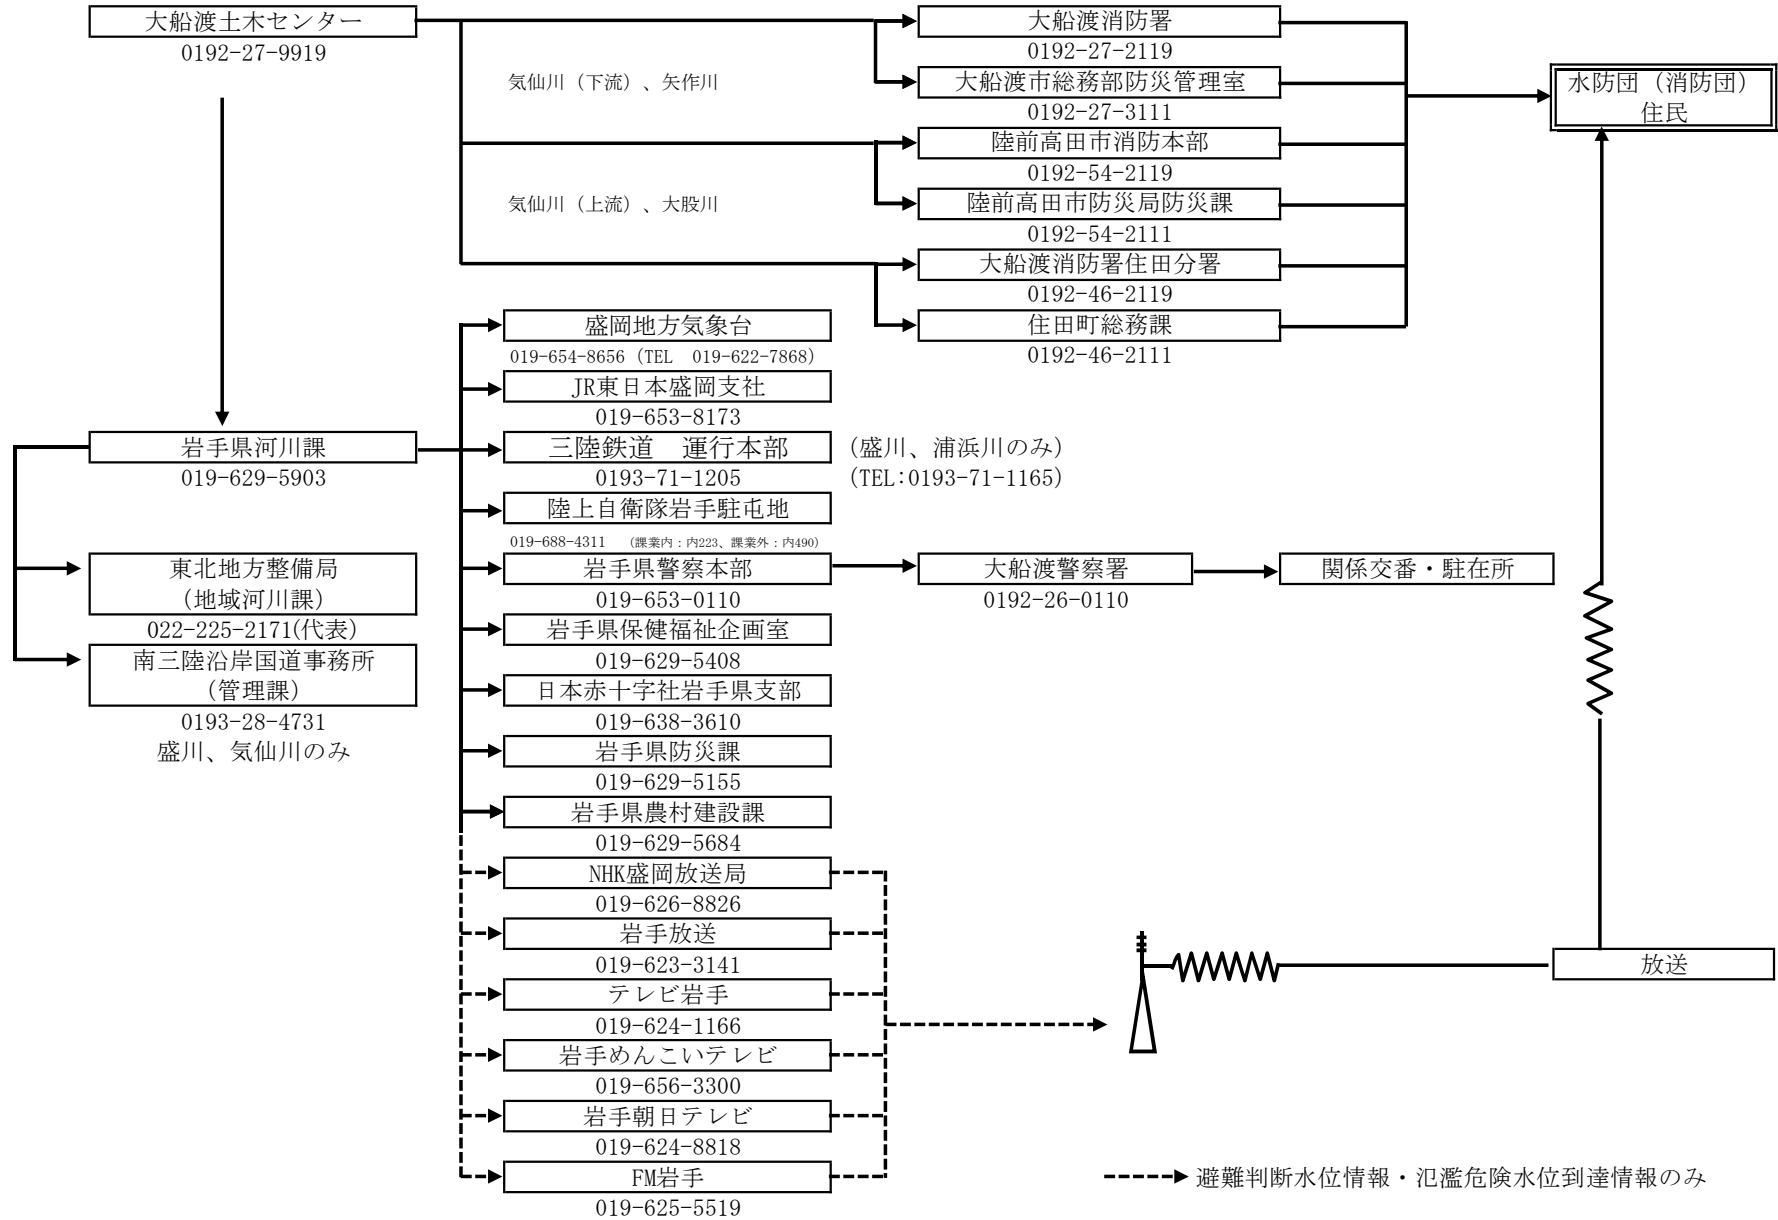 大船渡土木センター
0192-27-9919
大船渡消防署
0192-27-2119
気仙川（下流）、矢作川
大船渡市総務部防災管理室
0192-27-3111
水防団（消防団）
住民
陸前高田市消防本部
0192-54-2119
気仙川（上流）、大股川
陸前高田市防災局防災課
0192-54-2111
大船渡消防署住田分署
0192-46-2119
住田町総務課
0192-46-2111
盛岡地方気象台
019-654-8656（TEL　019-622-7868）
JR東日本盛岡支社
019-653-8173
岩手県河川課
019-629-5903
三陸鉄道　運行本部
（盛川、浦浜川のみ）
0193-71-1205
（TEL:0193-71-1165）
陸上自衛隊岩手駐屯地
019-688-4311　（課業内：内223、課業外：内490）
東北地方整備局
（地域河川課）
022-225-2171(代表)
南三陸沿岸国道事務所
（管理課）
0193-28-4731
盛川、気仙川のみ
岩手県警察本部
019-653-0110
大船渡警察署
0192-26-0110
関係交番・駐在所
岩手県保健福祉企画室
019-629-5408
日本赤十字社岩手県支部
019-638-3610
岩手県防災課
019-629-5155
岩手県農村建設課
019-629-5684
NHK盛岡放送局
019-626-8826
岩手放送
019-623-3141
放送
テレビ岩手
019-624-1166
岩手めんこいテレビ
019-656-3300
岩手朝日テレビ
019-624-8818
FM岩手
019-625-5519
避難判断水位情報・氾濫危険水位到達情報のみ